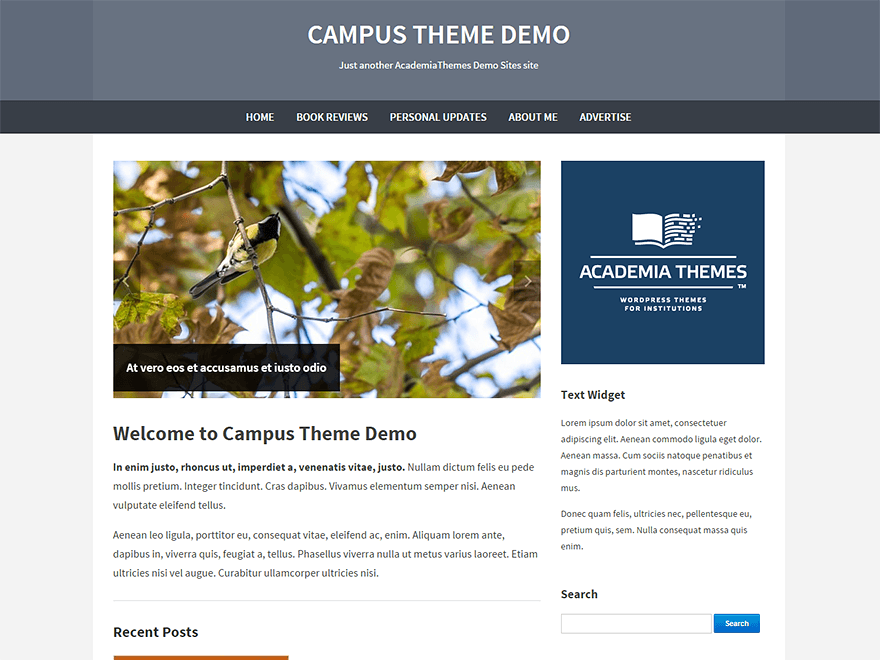 CAMPUS THEME DEMO
Just another AcademiaThemes Demo Sites site
HOME BOOK REVIEWS PERSONAL UPDATES ABOUT ME ADVERTISE
At vero eos et accusamus et iusto odio
Welcome to Campus Theme Demo
In enim justo, rhoncus ut, imperdiet a, venenatis vitae, justo. Nullam dictum felis eu pede
mollis pretium. Integer tincidunt. Cras dapibus. Vivamus elementum semper nisi. Aenean
vulputate eleifend tellus.
Aenean leo ligula, porttitor eu, consequat vitae, eleifend ac, enim. Aliquam lorem ante,
dapibus in, viverra quis, feugiat a, tellus. Phasellus viverra nulla ut metus varius laoreet. Etiam
ultricies nisi vel augue. Curabitur ullamcorper ultricies nisi.
Recent Posts
ACADEMIA THEMES
TM
WORDPRESS THEMES
FOR INSTITUTIONS
Text Widget
Lorem ipsum dolor sit amet, consectetuer
adipiscing elit. Aenean commodo ligula eget dolor.
Aenean massa. Cum sociis natoque penatibus et
magnis dis parturient montes, nascetur ridiculus
mus.
Donec quam felis, ultricies nec, pellentesque eu,
pretium quis, sem. Nulla consequat massa quis
enim.
Search
Search